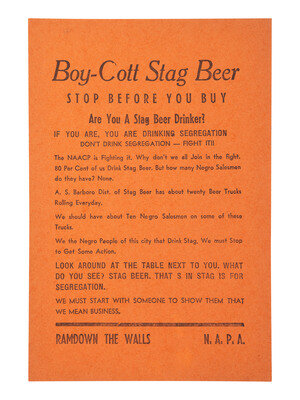 Boy-Cott Stag Beer
STOP BEFORE YOU BUY
Are You A Stag Beer Drinker?
IF YOU ARE, YOU ARE DRINKING SEGREGATION
DON'T DRINK SEGREGATION — FIGHT IT!
The NAACP is Fighting it. Why don't we all Join in the Fight.
80 Per Cent of us Drink Stag Beer. But how many Negro Salesmen
do they have? None.
A. S. Barboro Dist. of Stag Beer has about twenty Beer Trucks
Rolling Everyday.
We should have about Ten Negro Salesmen on some of these
Trucks.
We the Negro People of this city that Drink Stag, We must Stop
to Get Some Action.
LOOK AROUND AT THE TABLE NEXT TO YOU. WHAT
DO YOU SEE? STAG BEER. THAT S IN STAG IS FOR
SEGREGATION.
WE MUST START WITH SOMEONE TO SHOW THEM THAT
WE MEAN BUSINESS.
RAMDOWN THE WALLS N. A. P. A.